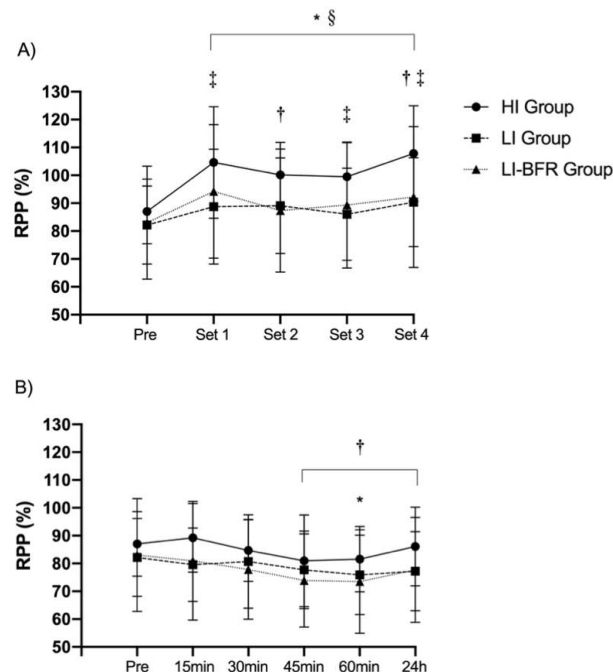 * §
A)
‡ † ‡ † ‡
130
120
110
100
90
80
70
60
50
RPP (%)
Pre Set 1 Set 2 Set 3 Set 4
HI Group
LI Group
LI-BFR Group
B)
†
*
130
120
110
100
90
80
70
60
50
RPP (%)
Pre 15min 30min 45min 60min 24h